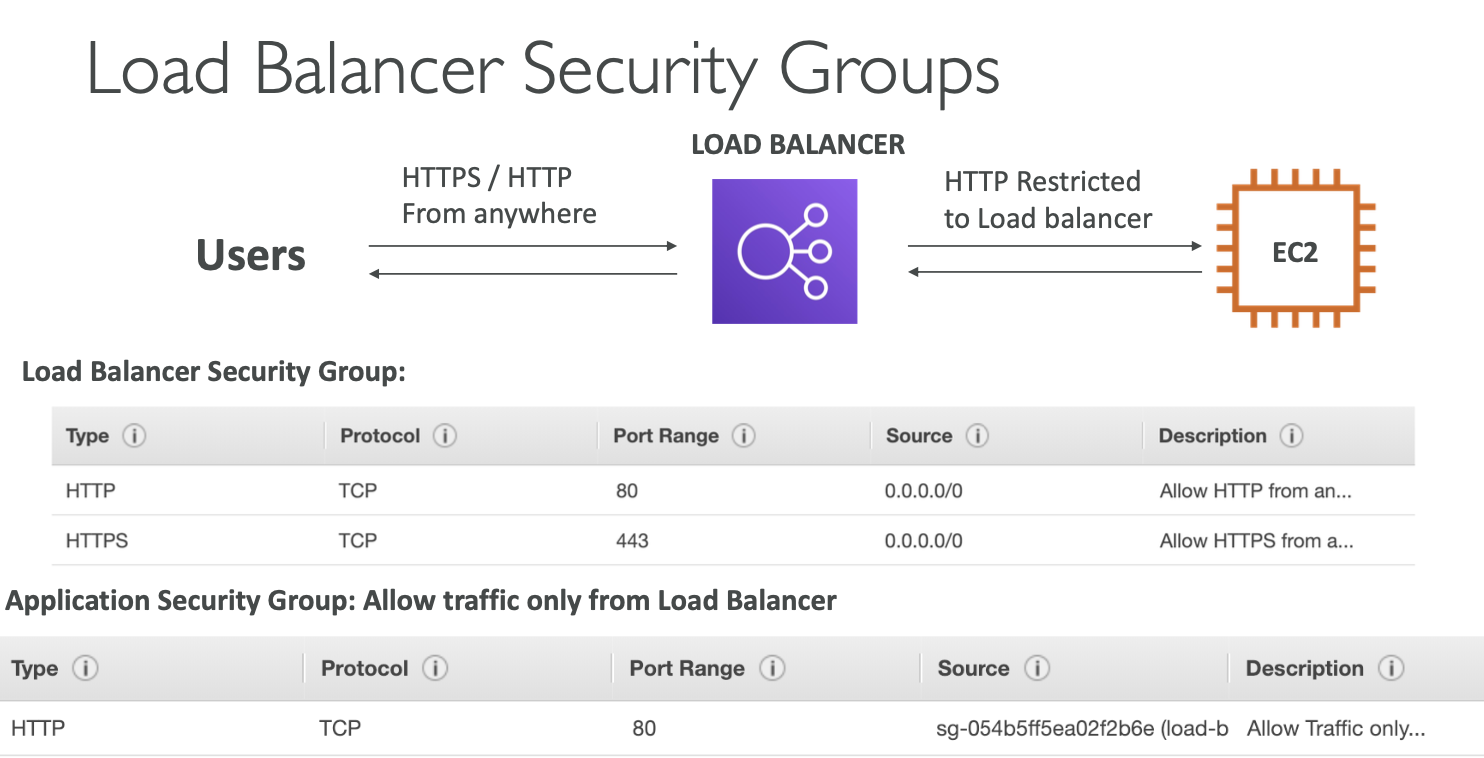 Load Balancer Security Groups
LOAD BALANCER
HTTPS / HTTP
From anywhere
HTTP Restricted
to Load balancer
Users
EC2
Load Balancer Security Group:
Type Protocol Port Range Source Description
HTTP TCP 80 0.0.0.0/0 Allow HTTP from an...
HTTPS TCP 443 0.0.0.0/0 Allow HTTPS from a...
Application Security Group: Allow traffic only from Load Balancer
Type Protocol Port Range Source Description
HTTP TCP 80 sg-054b5ff5ea02f2b6e (load-b Allow Traffic only...